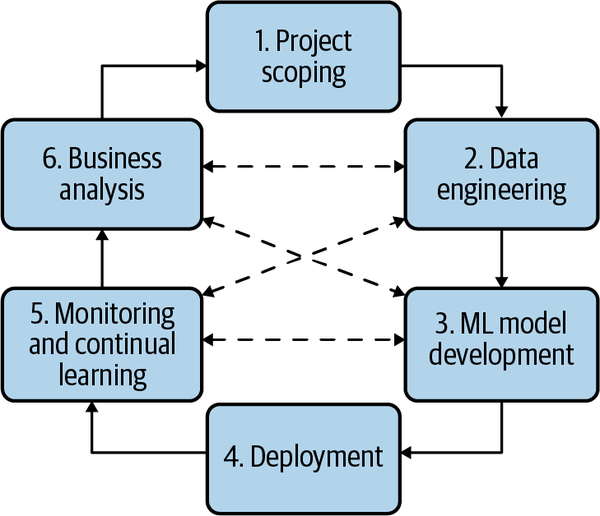 1. Project
scoping
2. Data
engineering
3. ML model
development
4. Deployment
5. Monitoring
and continual
learning
6. Business
analysis